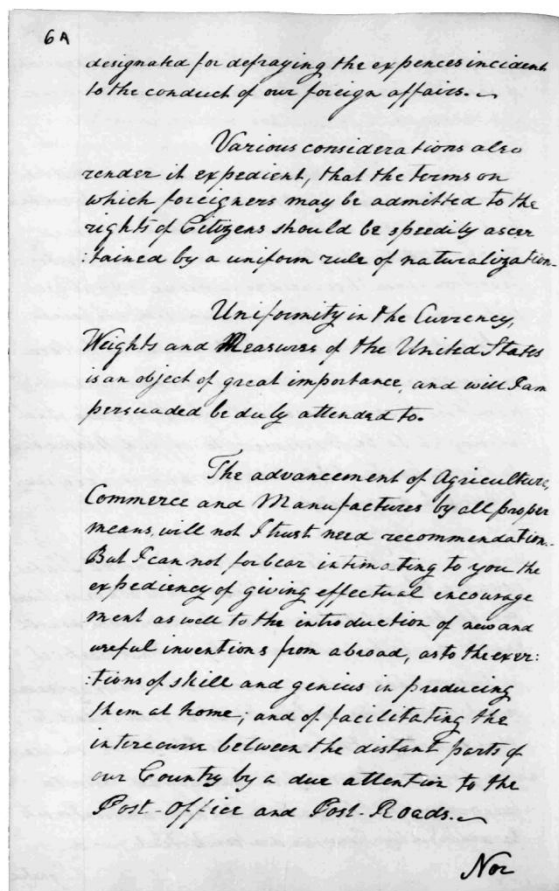 6A
designated for defraying the expences incident
to the conduct of our foreign affairs.
Various considerations also
render it expedient, that the terms on
which foreigners may be admitted to the
rights of Citizens should be speedily ascer
:tained by a uniform rule of naturalization.
Uniformity in the Currency,
Weights and Measures of the United States
is an object of great importance, and will I am
persuaded be duly attended to.
The advancement of Agriculture,
Commerce and Manufactures by all proper
means, will not I trust need recommendation.
But I can not forbear intimating to you the
expediency of giving effectual encourage
ment as well to the introduction of new and
useful inventions from abroad, as to the exer:
:tions of skill and genius in producing
them at home; and of facilitating the
intercourse between the distant parts of
our Country by a due attention to the
Post-Office and Post-Roads.
Nor